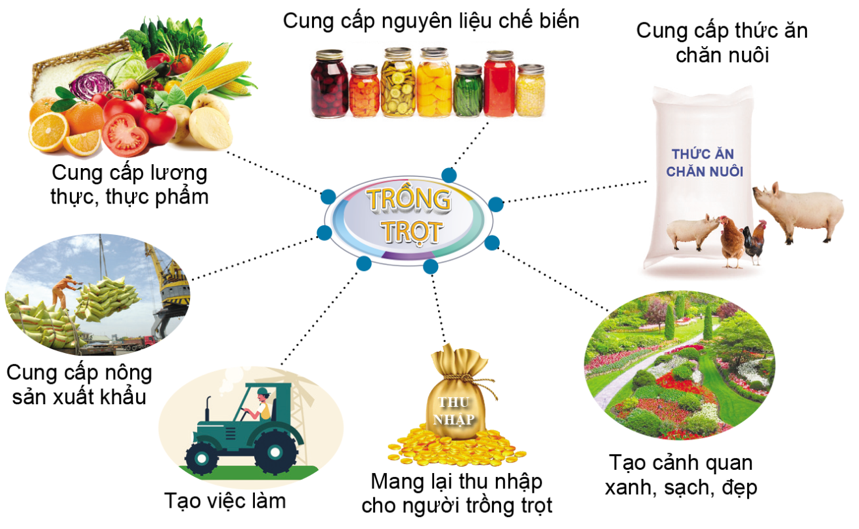 Cung cấp nguyên liệu chế biến
Cung cấp thức ăn
chăn nuôi
THỨC ĂN
CHĂN NUÔI
Cung cấp lương
thực, thực phẩm
TRỒNG
TRỌT
Cung cấp nông
sản xuất khẩu
THU
NHẬP
Tạo việc làm
Mang lại thu nhập
cho người trồng trọt
Tạo cảnh quan
xanh, sạch, đẹp